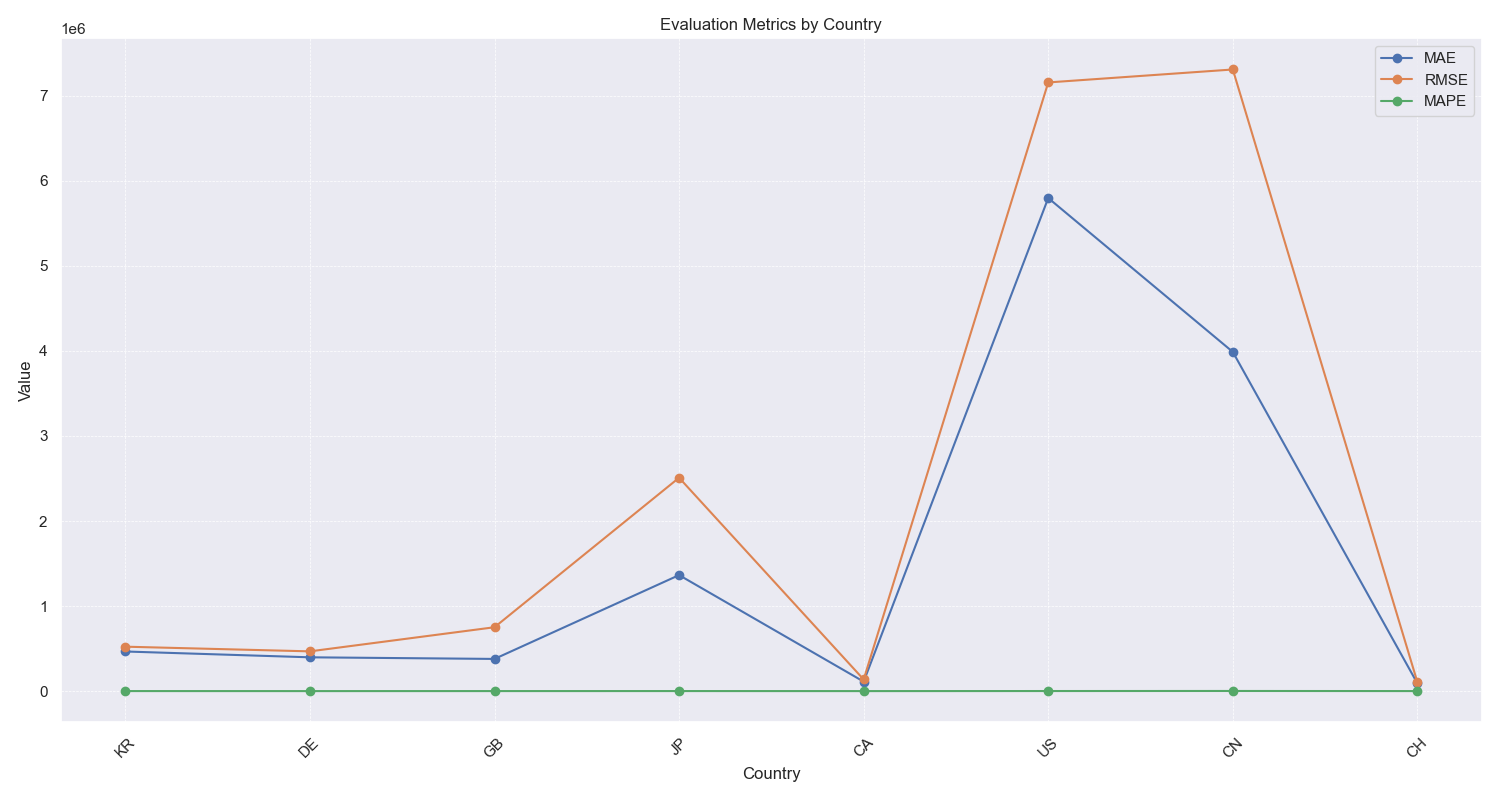 Evaluation Metrics by Country
1e6
MAE
RMSE
MAPE
7
6
5
4
3
2
1
0
Value
KR
DE
GB
JP
CA
US
CN
CH
Country